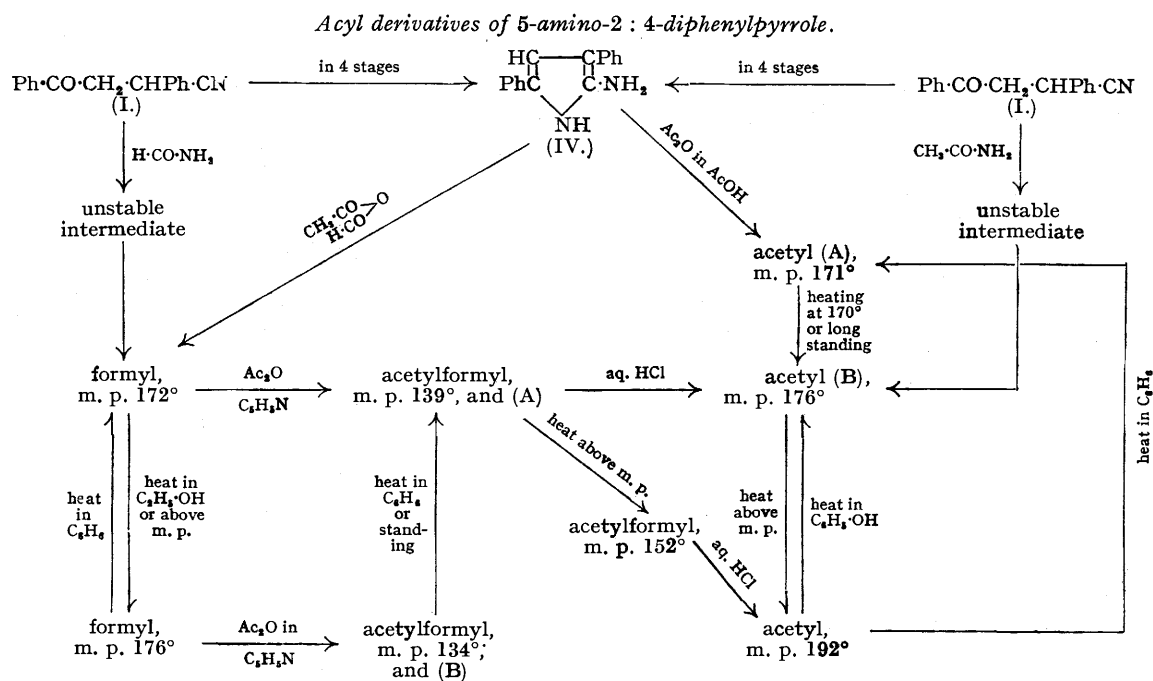 Acyl derivatives of 5-amino-2 : 4-diphenylpyrrole.
Ph·CO·CH₂·CHPh·CN
(I.)
in 4 stages
HC
CPh
PhC
C·NH₂
NH
(IV.)
in 4 stages
Ph·CO·CH₂·CHPh·CN
(I.)
H·CO·NH₂
CH₃·CO·NH₂
Ac₂O in AcOH
unstable
intermediate
unstable
intermediate
CH₃·CO
H·CO
>O
acetyl (A),
m. p. 171°
heating
at 170°
or long
standing
formyl,
m. p. 172°
Ac₂O
C₅H₅N
acetylformyl,
m. p. 139°, and (A)
aq. HCl
acetyl (B),
m. p. 176°
heat in C₆H₆
heat
in
C₆H₆
heat in
C₂H₅·OH
or above
m. p.
heat in
C₆H₆
or
stand-
ing
heat above m. p.
acetylformyl,
m. p. 152°
aq. HCl
heat
above
m. p.
heat in
C₆H₅·OH
formyl,
m. p. 176°
Ac₂O in
C₅H₅N
acetylformyl,
m. p. 134°,
and (B)
acetyl,
m. p. 192°